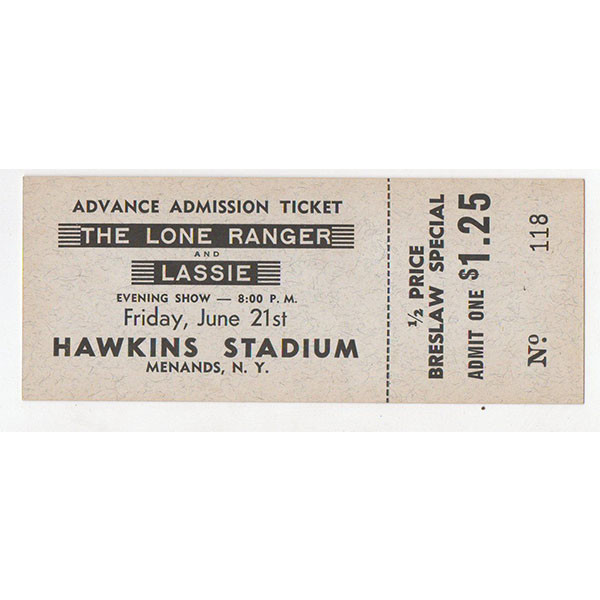 ADVANCE ADMISSION TICKET
THE LONE RANGER
AND
LASSIE
EVENING SHOW — 8:00 P. M.
Friday, June 21st
HAWKINS STADIUM
MENANDS, N. Y.
½ PRICE
BRESLAW SPECIAL
ADMIT ONE $1.25
Nº 118